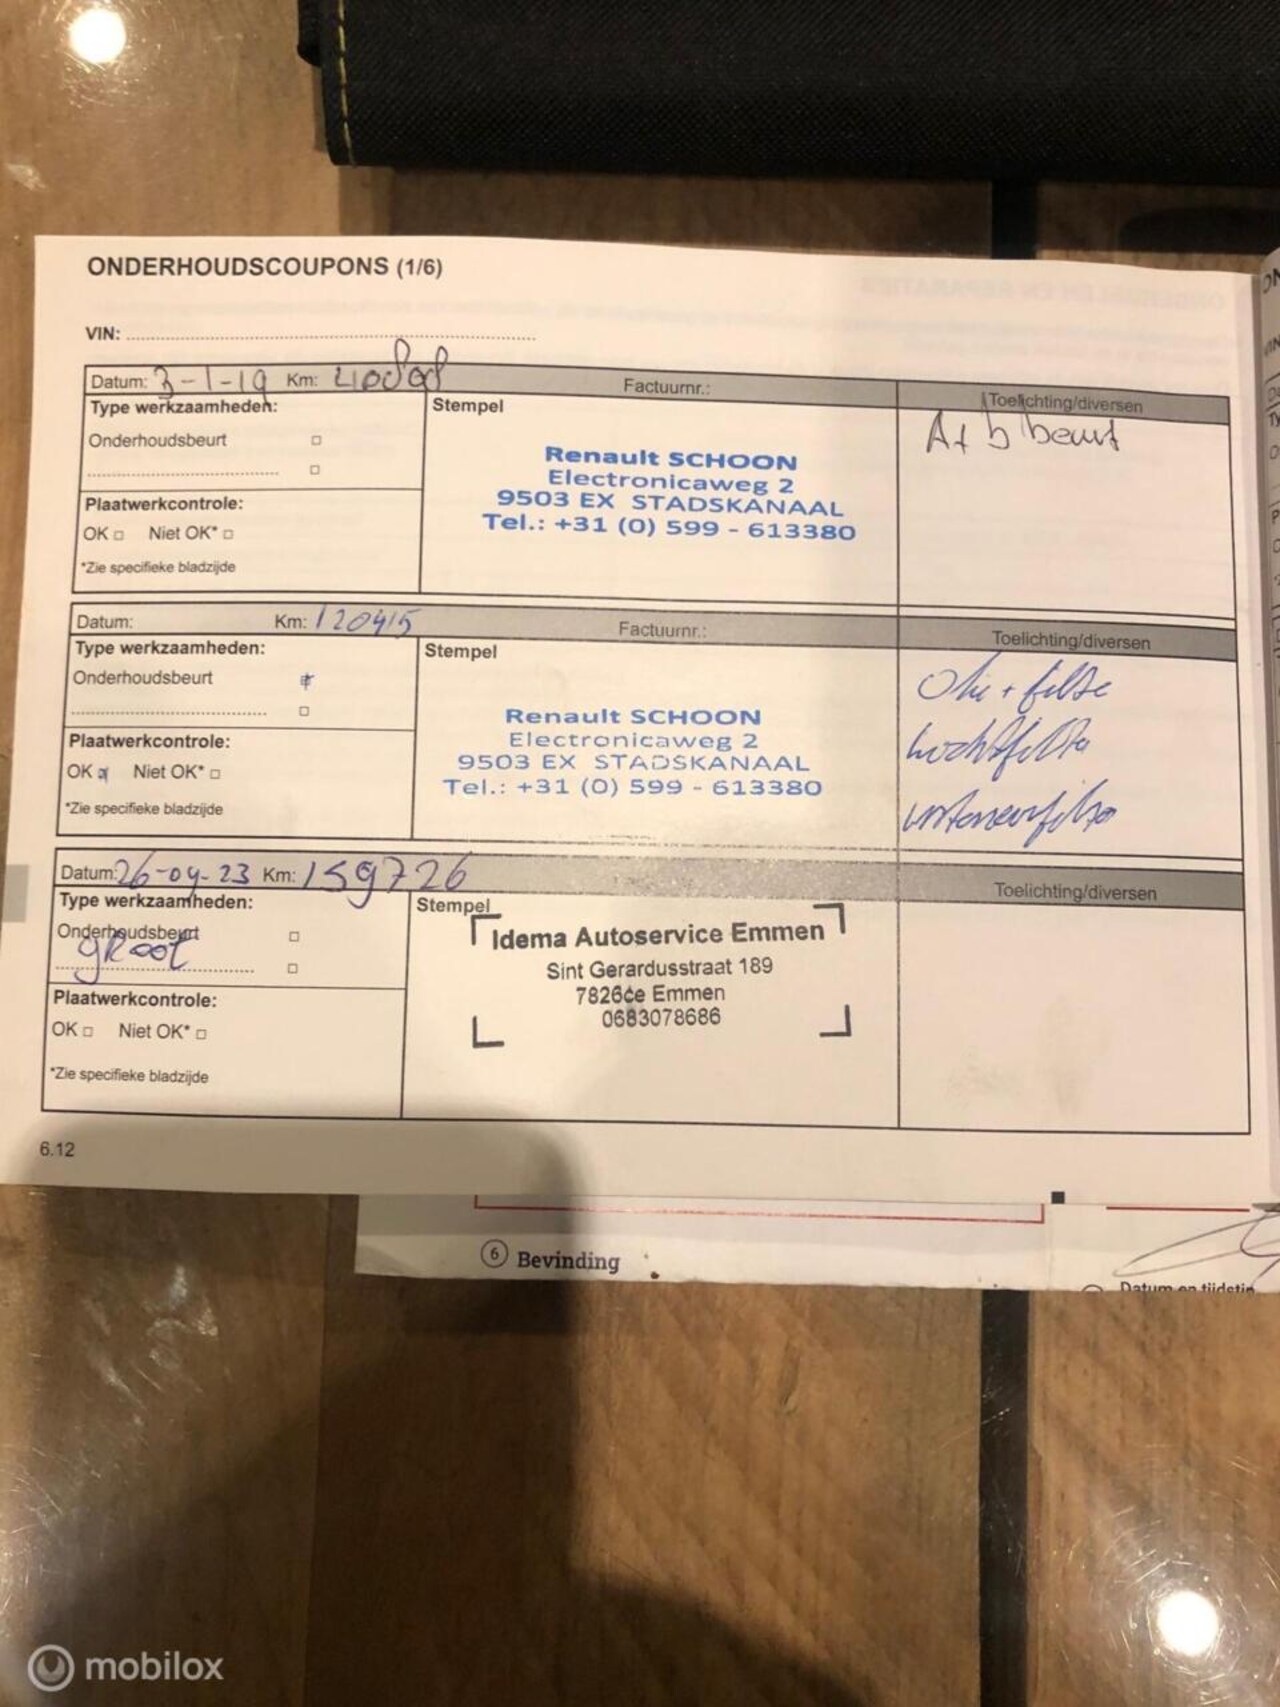 ONDERHOUDSCOUPONS (1/6)
VIN:
Datum: 3-1-19 Km: Factuurnr.: Toelichting/diversen
Type werkzaamheden: Stempel A+ b beurt
Onderhoudsbeurt
Plaatwerkcontrole:
OK Niet OK*
*Zie specifieke bladzijde
Renault SCHOON
Electronicaweg 2
9503 EX STADSKANAAL
Tel.: +31 (0) 599 - 613380
Datum: Km: 120415 Factuurnr.: Toelichting/diversen
Type werkzaamheden: Stempel
Onderhoudsbeurt
Plaatwerkcontrole:
OK Niet OK*
*Zie specifieke bladzijde
Renault SCHOON
Electronicaweg 2
9503 EX STADSKANAAL
Tel.: +31 (0) 599 - 613380
Olie + filter
luchtfilter
interieurfilter
Datum: 26-04-23 Km: 159726 Toelichting/diversen
Type werkzaamheden: Stempel
Onderhoudsbeurt
gRoot
Plaatwerkcontrole:
OK Niet OK*
*Zie specifieke bladzijde
Idema Autoservice Emmen
Sint Gerardusstraat 189
7826ce Emmen
0683078686
6.12
6 Bevinding
mobilox